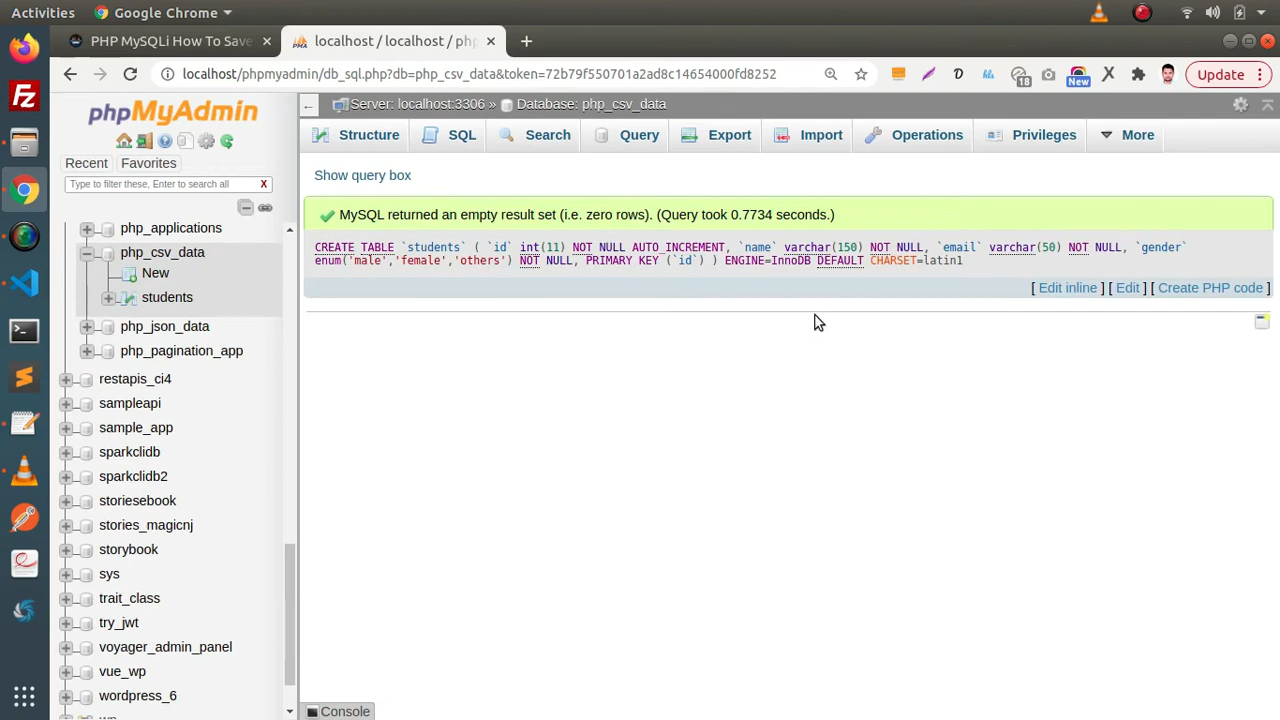 Activities
Google Chrome
PHP MySQLi How To Save
localhost / localhost / php
localhost/phpmyadmin/db_sql.php?db=php_csv_data&token=72b79f550701a2ad8c14654000fd8252
18
New
Update
phpMyAdmin
Server: localhost:3306 » Database: php_csv_data
Structure
SQL
Search
Query
Export
Import
Operations
Privileges
More
Recent
Favorites
Type to filter these, Enter to search all
X
Show query box
MySQL returned an empty result set (i.e. zero rows). (Query took 0.7734 seconds.)
CREATE TABLE `students` ( `id` int(11) NOT NULL AUTO_INCREMENT, `name` varchar(150) NOT NULL, `email` varchar(50) NOT NULL, `gender`
enum('male','female','others') NOT NULL, PRIMARY KEY (`id`) ) ENGINE=InnoDB DEFAULT CHARSET=latin1
[ Edit inline ] [ Edit ] [ Create PHP code ]
php_applications
php_csv_data
New
students
php_json_data
php_pagination_app
restapis_ci4
sampleapi
sample_app
sparkclidb
sparkclidb2
storiesebook
stories_magicnj
storybook
sys
trait_class
try_jwt
voyager_admin_panel
vue_wp
wordpress_6
Console